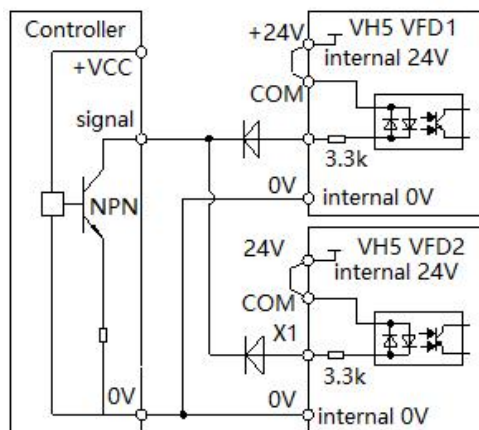 Controller
+VCC
signal
NPN
0V
+24V
VH5 VFD1
internal 24V
COM
3.3k
0V
internal 0V
24V
VH5 VFD2
internal 24V
COM
X1
3.3k
0V
internal 0V